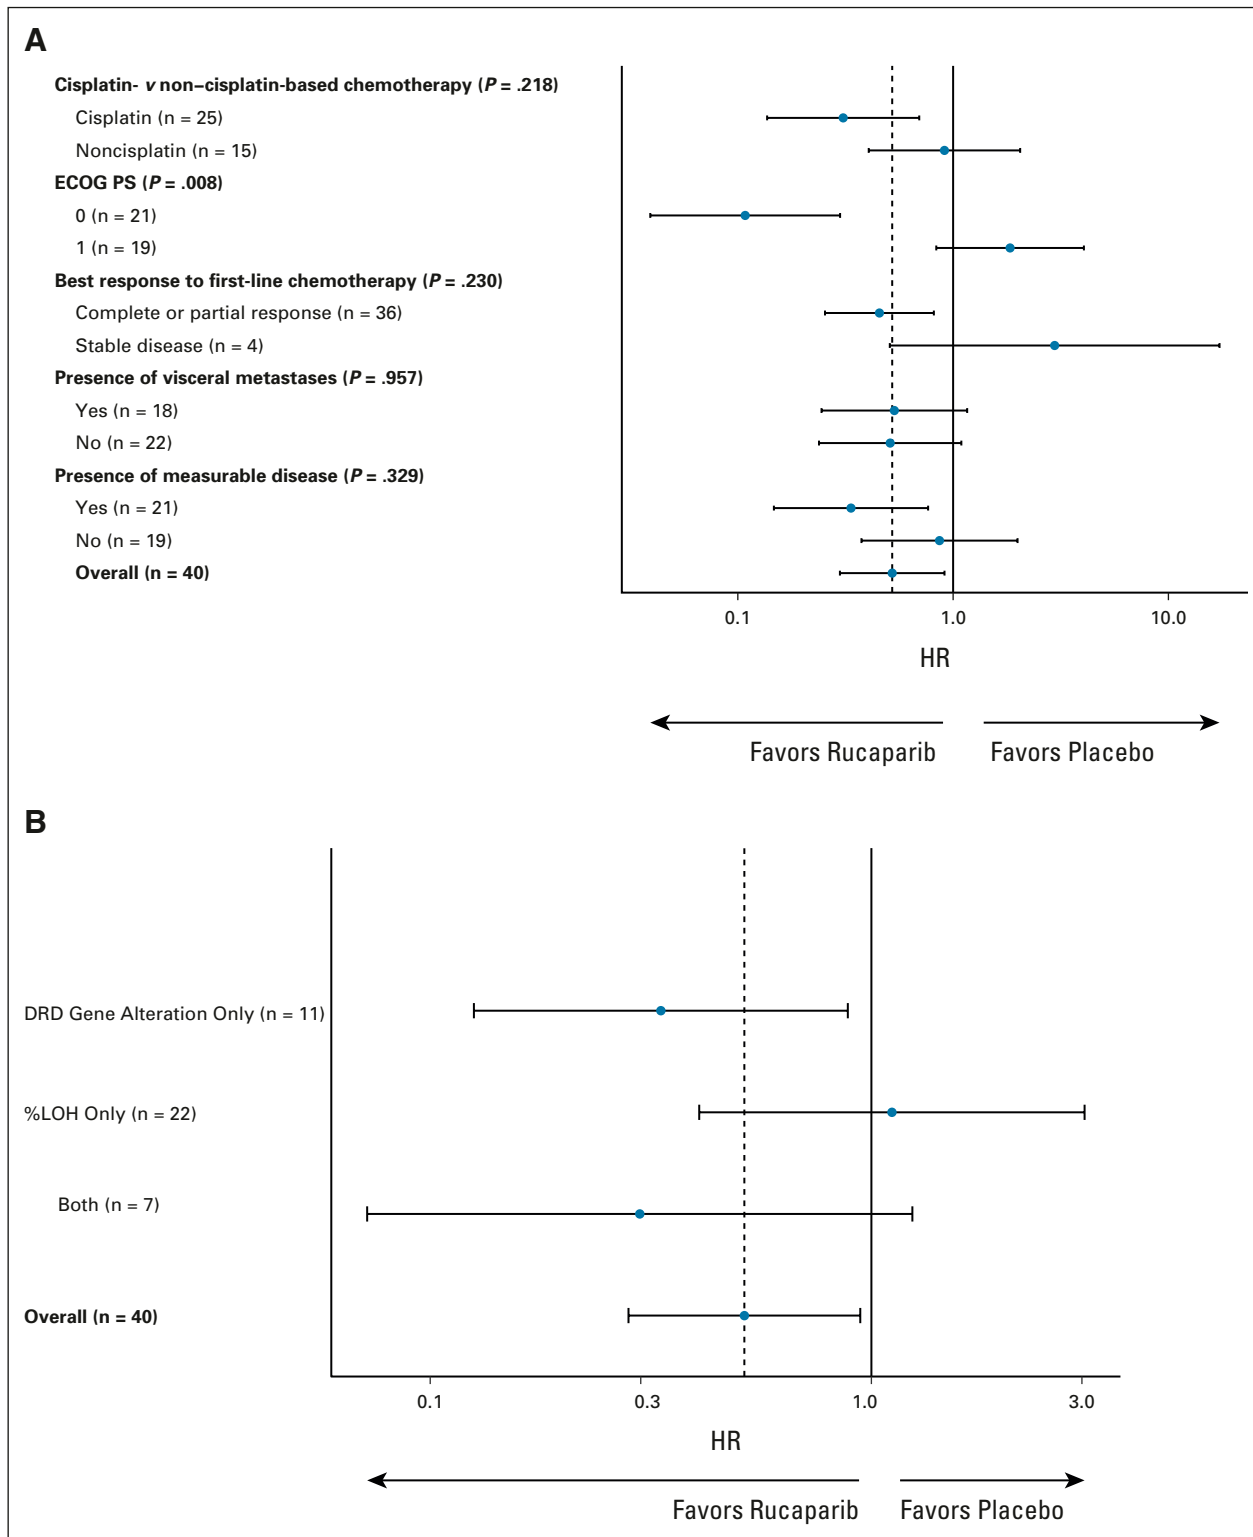 A
Cisplatin- v non–cisplatin-based chemotherapy (P = .218)
Cisplatin (n = 25)
Noncisplatin (n = 15)
ECOG PS (P = .008)
0 (n = 21)
1 (n = 19)
Best response to first-line chemotherapy (P = .230)
Complete or partial response (n = 36)
Stable disease (n = 4)
Presence of visceral metastases (P = .957)
Yes (n = 18)
No (n = 22)
Presence of measurable disease (P = .329)
Yes (n = 21)
No (n = 19)
Overall (n = 40)
0.1 1.0 10.0
HR
Favors Rucaparib Favors Placebo
B
DRD Gene Alteration Only (n = 11)
%LOH Only (n = 22)
Both (n = 7)
Overall (n = 40)
0.1 0.3 1.0 3.0
HR
Favors Rucaparib Favors Placebo